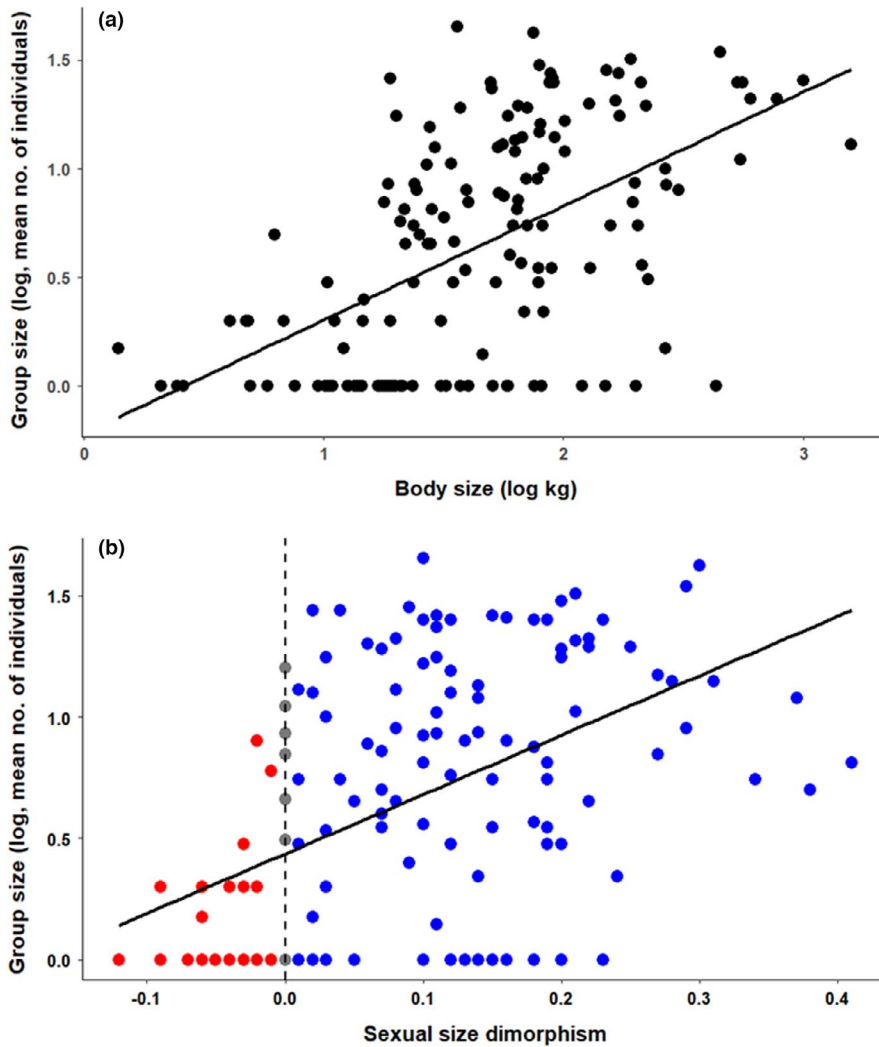 (a)
Group size (log, mean no. of individuals)
1.5
1.0
0.5
0.0
0 1 2 3
Body size (log kg)
(b)
Group size (log, mean no. of individuals)
1.5
1.0
0.5
0.0
-0.1 0.0 0.1 0.2 0.3 0.4
Sexual size dimorphism